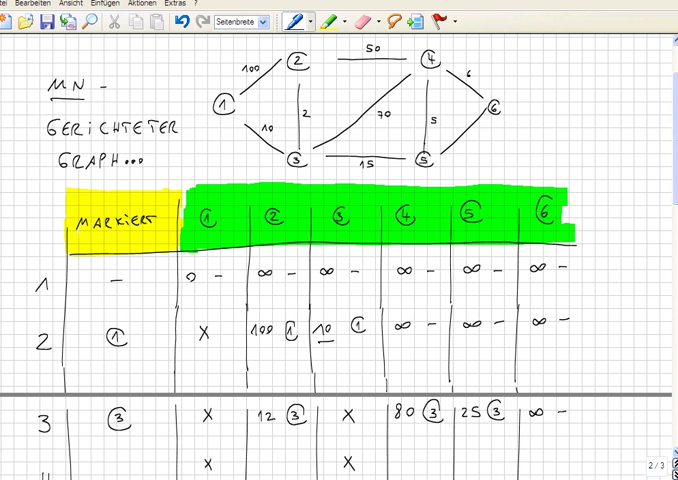 Datei Bearbeiten Ansicht Einfügen Aktionen Extras ?
Seitenbreite
50
② ④
100 6
MN -
① 2 70 5 ⑥
GERICHTETER
10
GRAPH...
③ 15 ⑤
MARKIERT ① ② ③ ④ ⑤ ⑥
1 - 0 - ∞ - ∞ - ∞ - ∞ - ∞ -
2 ① X 100 ① 10 ① ∞ - ∞ - ∞ -
3 ③ X 12 ③ X 80 ③ 25 ③ ∞ -
X X
2/3